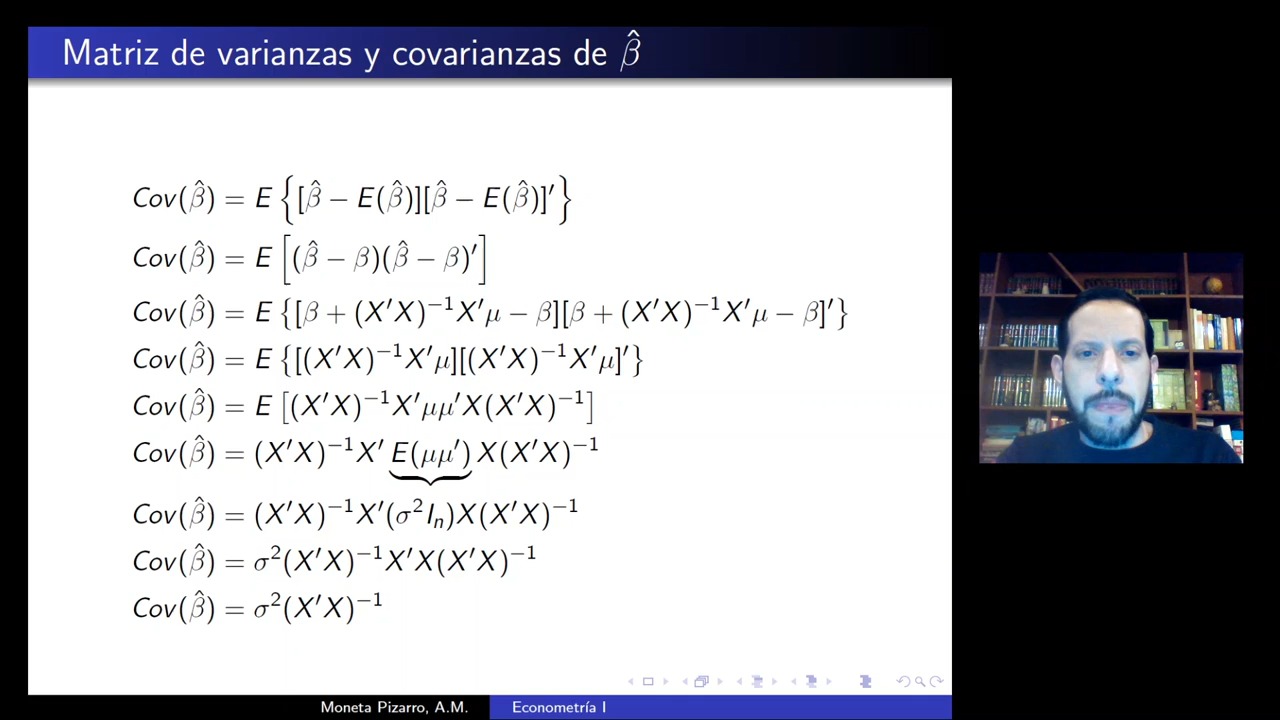 Matriz de varianzas y covarianzas de β̂
Cov(β̂) = E {[β̂ − E(β̂)][β̂ − E(β̂)]′}
Cov(β̂) = E [(β̂ − β)(β̂ − β)′]
Cov(β̂) = E {[β + (X′X)⁻¹X′μ − β][β + (X′X)⁻¹X′μ − β]′}
Cov(β̂) = E {[(X′X)⁻¹X′μ][(X′X)⁻¹X′μ]′}
Cov(β̂) = E [(X′X)⁻¹X′μμ′X(X′X)⁻¹]
Cov(β̂) = (X′X)⁻¹X′ E(μμ′) X(X′X)⁻¹
Cov(β̂) = (X′X)⁻¹X′(σ²Iₙ)X(X′X)⁻¹
Cov(β̂) = σ²(X′X)⁻¹X′X(X′X)⁻¹
Cov(β̂) = σ²(X′X)⁻¹
Moneta Pizarro, A.M. Econometría I